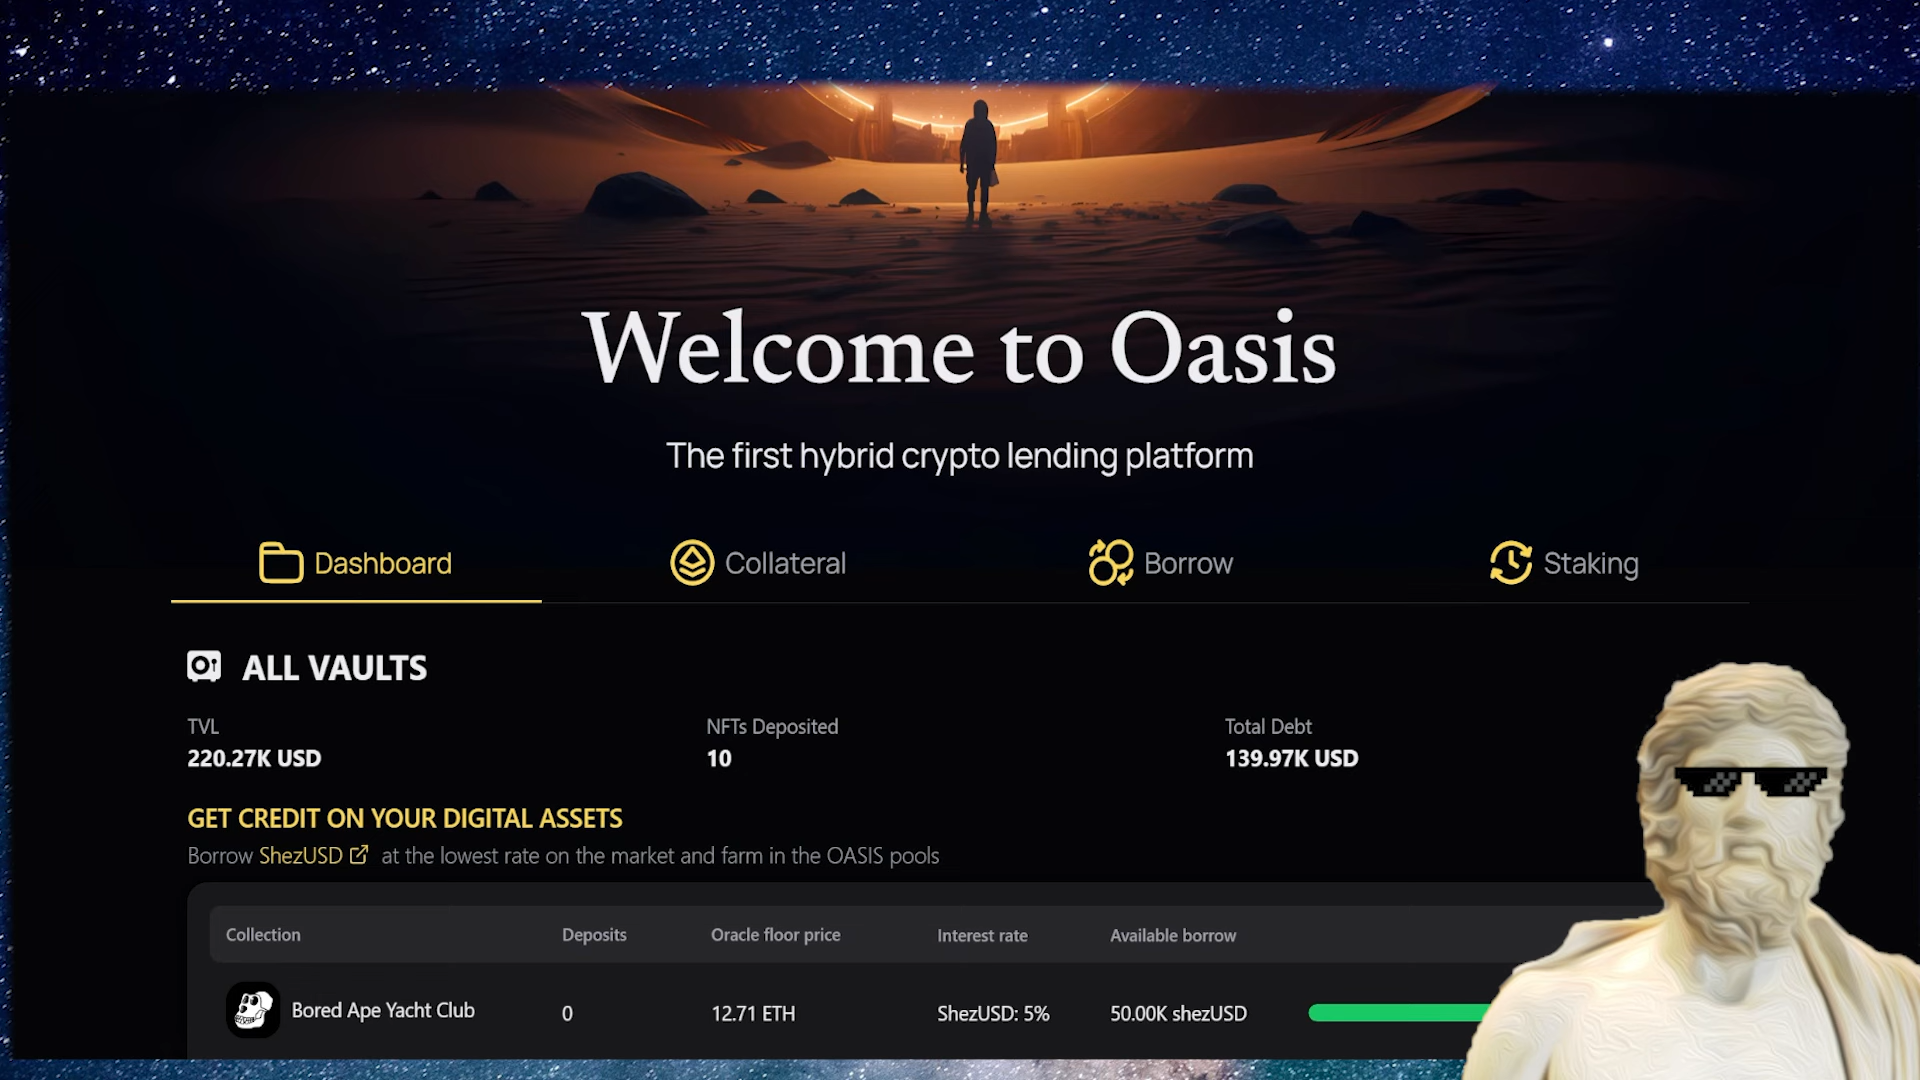 Welcome to Oasis
The first hybrid crypto lending platform
Dashboard Collateral Borrow Staking
ALL VAULTS
TVL NFTs Deposited Total Debt
220.27K USD 10 139.97K USD
GET CREDIT ON YOUR DIGITAL ASSETS
Borrow ShezUSD at the lowest rate on the market and farm in the OASIS pools
Collection Deposits Oracle floor price Interest rate Available borrow
Bored Ape Yacht Club 0 12.71 ETH ShezUSD: 5% 50.00K shezUSD